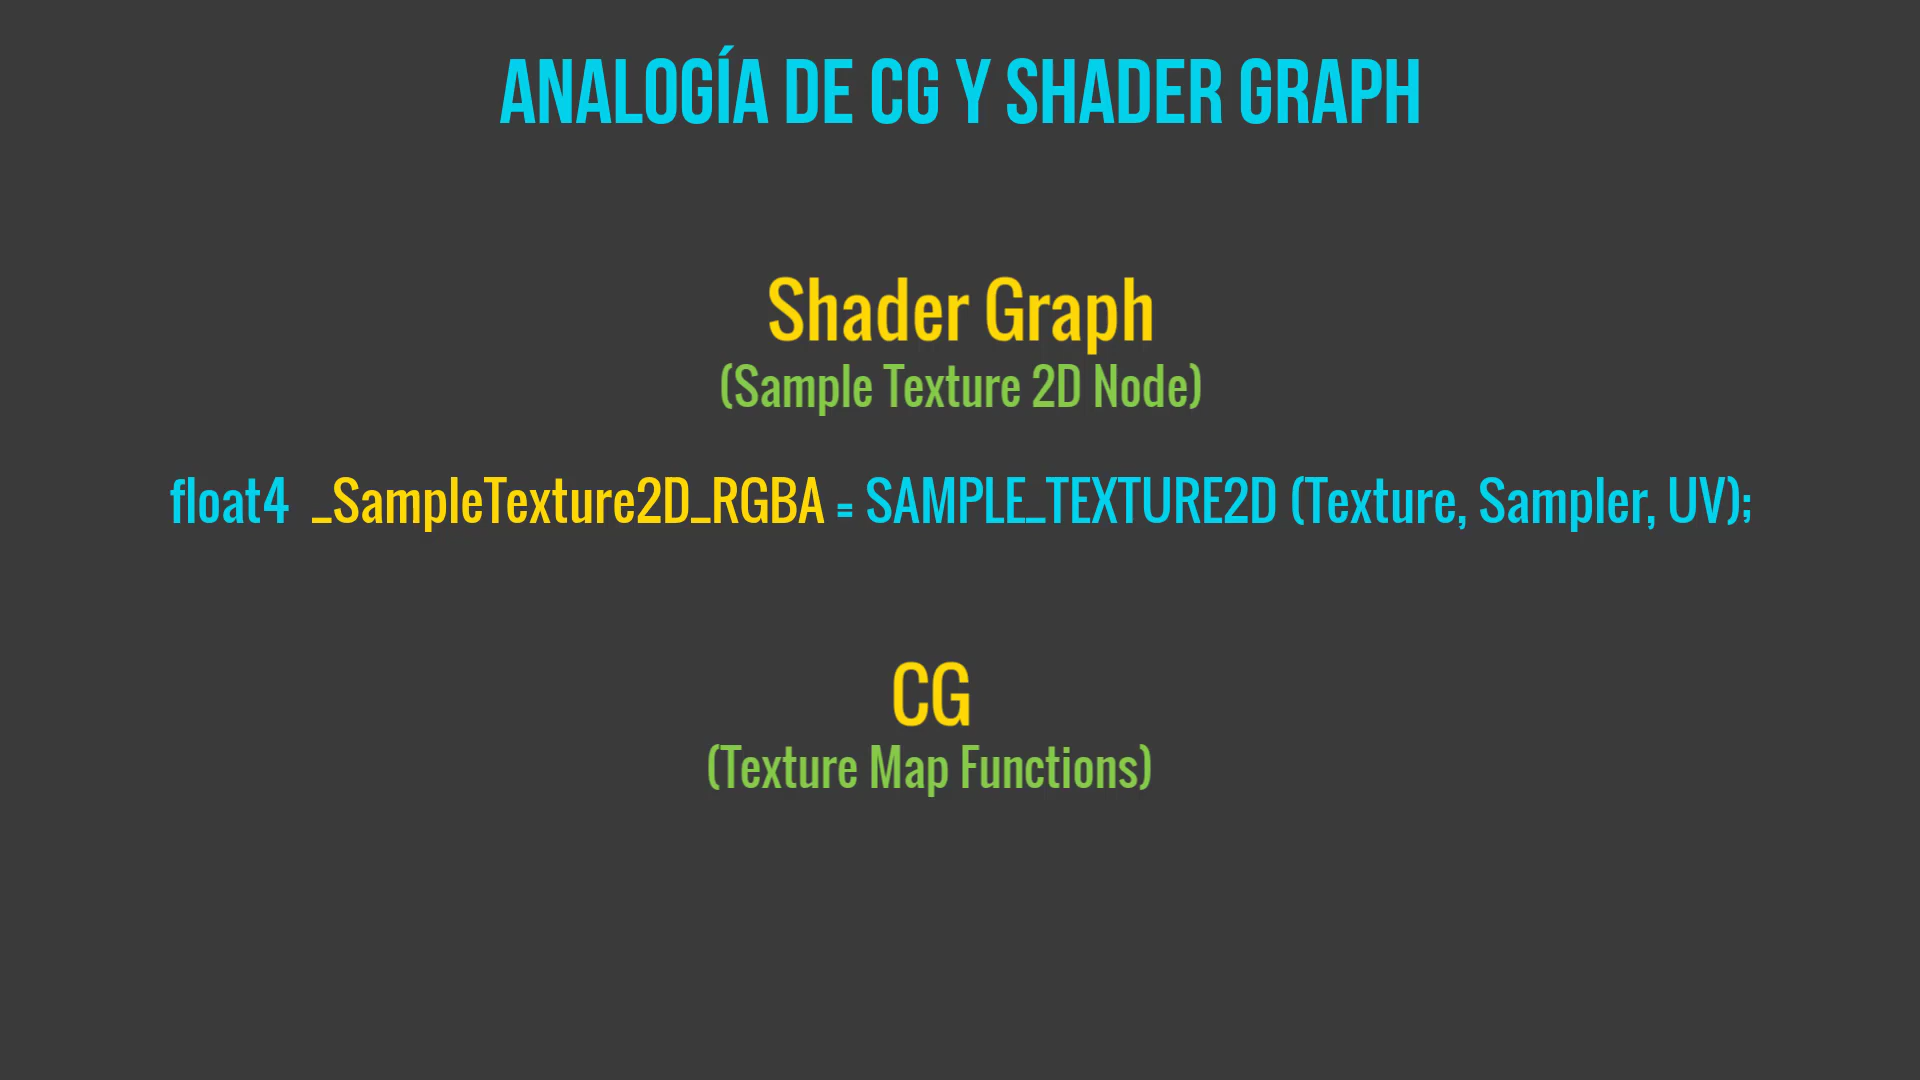 ANALOGÍA DE CG Y SHADER GRAPH
Shader Graph
(Sample Texture 2D Node)
float4 _SampleTexture2D_RGBA = SAMPLE_TEXTURE2D (Texture, Sampler, UV);
CG
(Texture Map Functions)